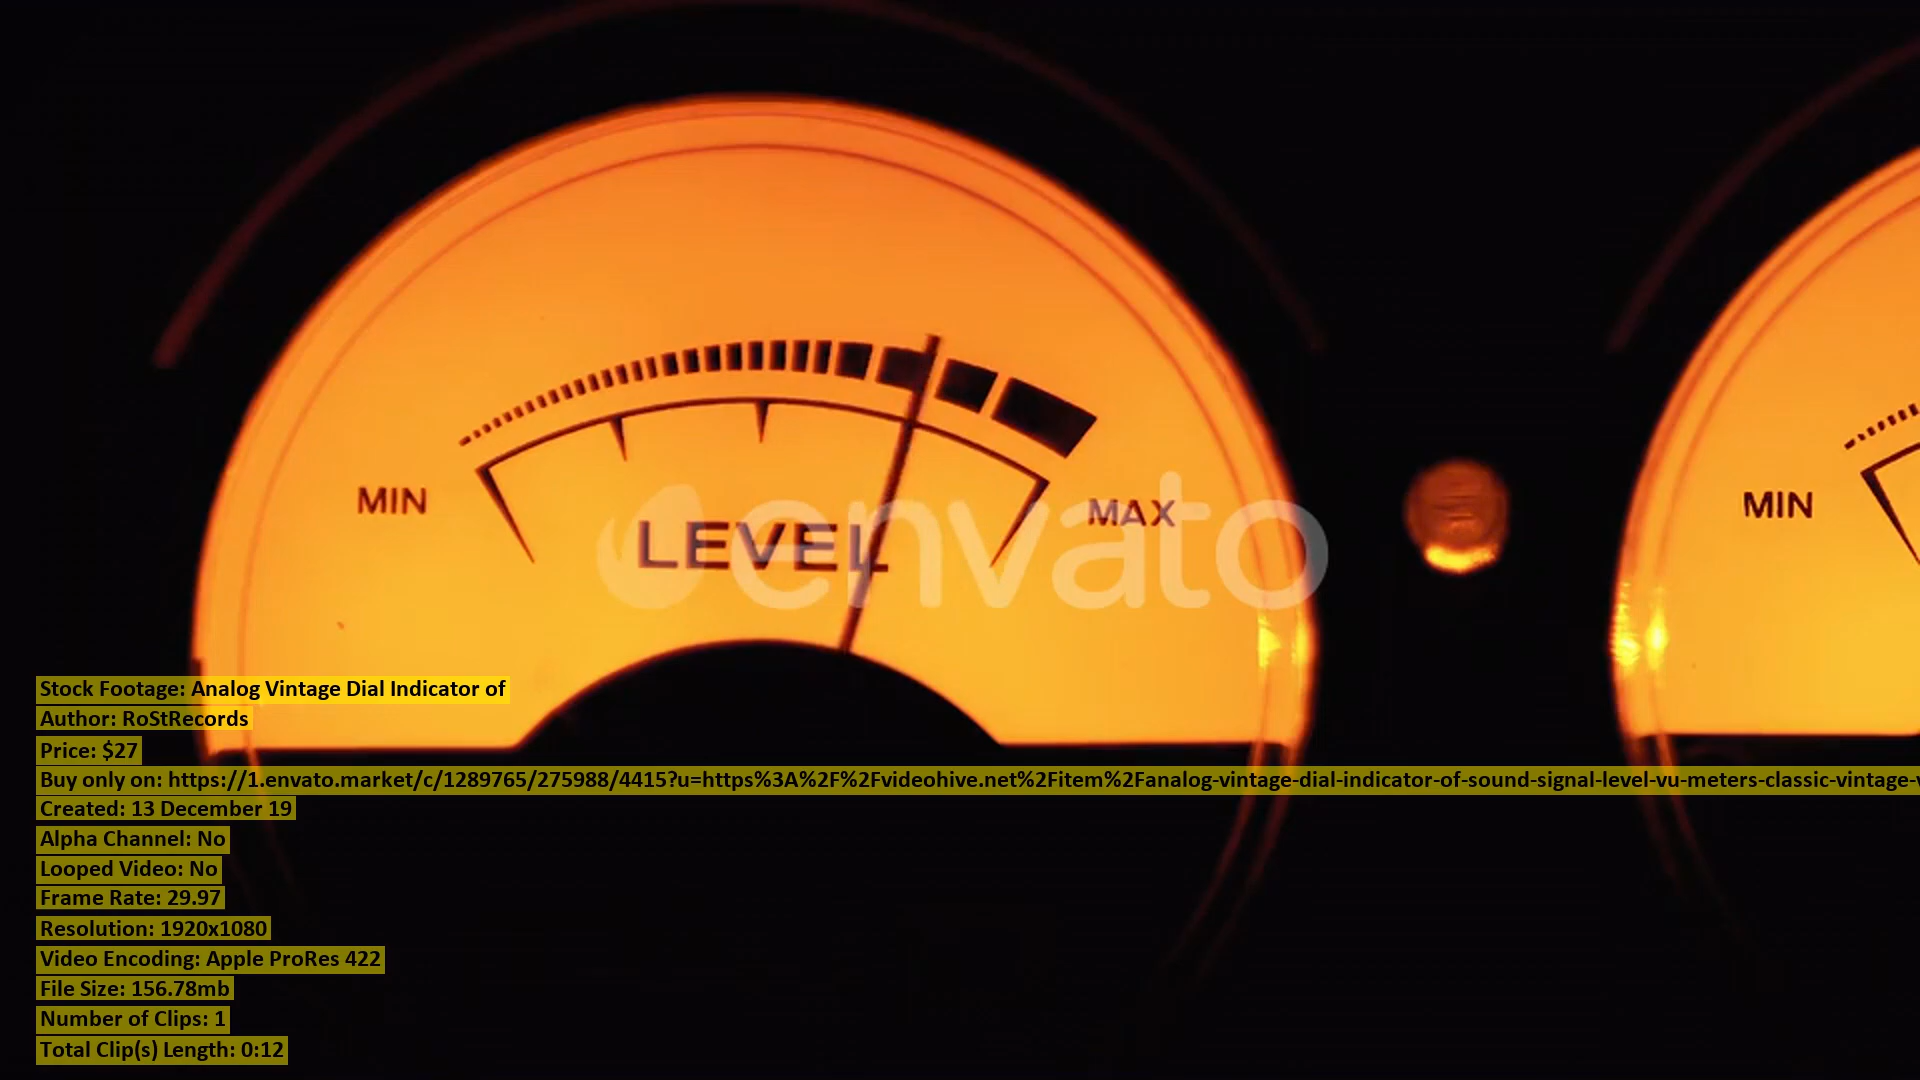 MIN
MAX
LEVEL
envato
MIN
Stock Footage: Analog Vintage Dial Indicator of
Author: RoStRecords
Price: $27
Buy only on: https://1.envato.market/c/1289765/275988/4415?u=https%3A%2F%2Fvideohive.net%2Fitem%2Fanalog-vintage-dial-indicator-of-sound-signal-level-vu-meters-classic-vintage-v
Created: 13 December 19
Alpha Channel: No
Looped Video: No
Frame Rate: 29.97
Resolution: 1920x1080
Video Encoding: Apple ProRes 422
File Size: 156.78mb
Number of Clips: 1
Total Clip(s) Length: 0:12